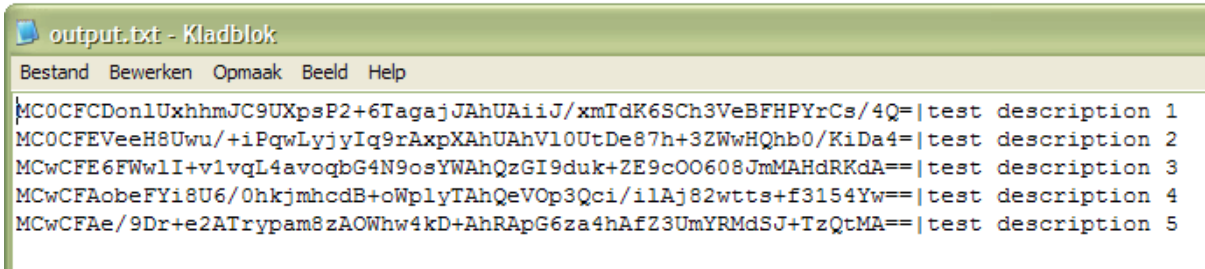 output.txt - Kladblok
Bestand Bewerken Opmaak Beeld Help
MC0CFCDonlUxhhmJC9UXpsP2+6TagajJAhUAiiJ/xmTdK6SCh3VeBFHPYrCs/4Q=|test description 1
MC0CFEVeeH8Uwu/+iPqwLyjyIq9rAxpXAhUAhVl0UtDe87h+3ZWwHQhb0/KiDa4=|test description 2
MCwCFE6FWwlI+v1vqL4avoqbG4N9osYWAhQzGI9duk+ZE9cOO608JmMAHdRKdA==|test description 3
MCwCFAobeFYi8U6/0hkjmhcdB+oWplyTAhQeVOp3Qci/ilAj82wtts+f3154Yw==|test description 4
MCwCFAe/9Dr+e2ATrypam8zAOWhw4kD+AhRApG6za4hAfZ3UmYRMdSJ+TzQtMA==|test description 5